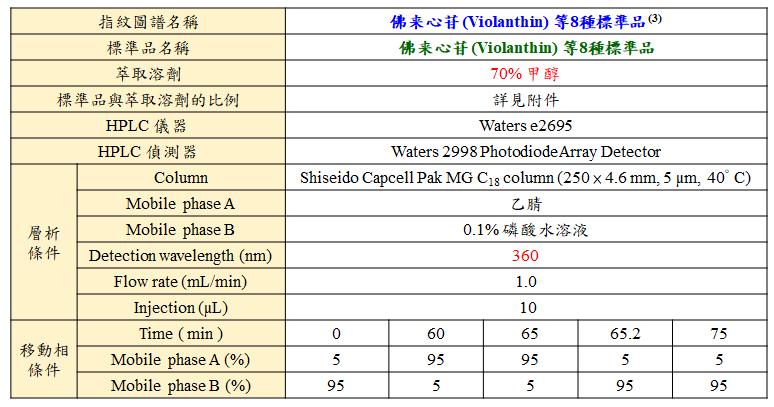 指紋圖譜名稱 佛來心苷 (Violanthin) 等8種標準品 (3)
標準品名稱 佛來心苷 (Violanthin) 等8種標準品
萃取溶劑 70% 甲醇
標準品與萃取溶劑的比例 詳見附件
HPLC 儀器 Waters e2695
HPLC 偵測器 Waters 2998 Photodiode Array Detector
層析條件 Column Shiseido Capcell Pak MG C18 column (250 x 4.6 mm, 5 μm, 40° C)
Mobile phase A 乙腈
Mobile phase B 0.1% 磷酸水溶液
Detection wavelength (nm) 360
Flow rate (mL/min) 1.0
Injection (μL) 10
移動相條件 Time ( min ) 0 60 65 65.2 75
Mobile phase A (%) 5 95 95 5 5
Mobile phase B (%) 95 5 5 95 95